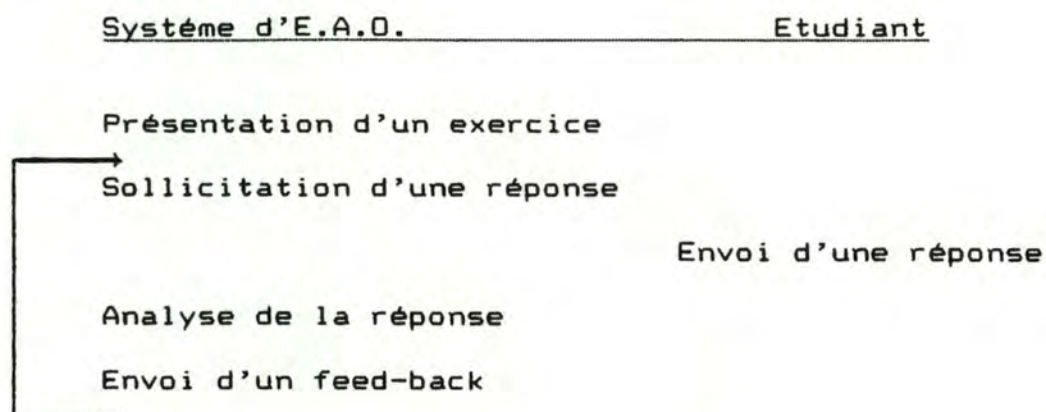 Systéme d'E.A.O. Etudiant
Présentation d'un exercice
Sollicitation d'une réponse
Envoi d'une réponse
Analyse de la réponse
Envoi d'un feed-back